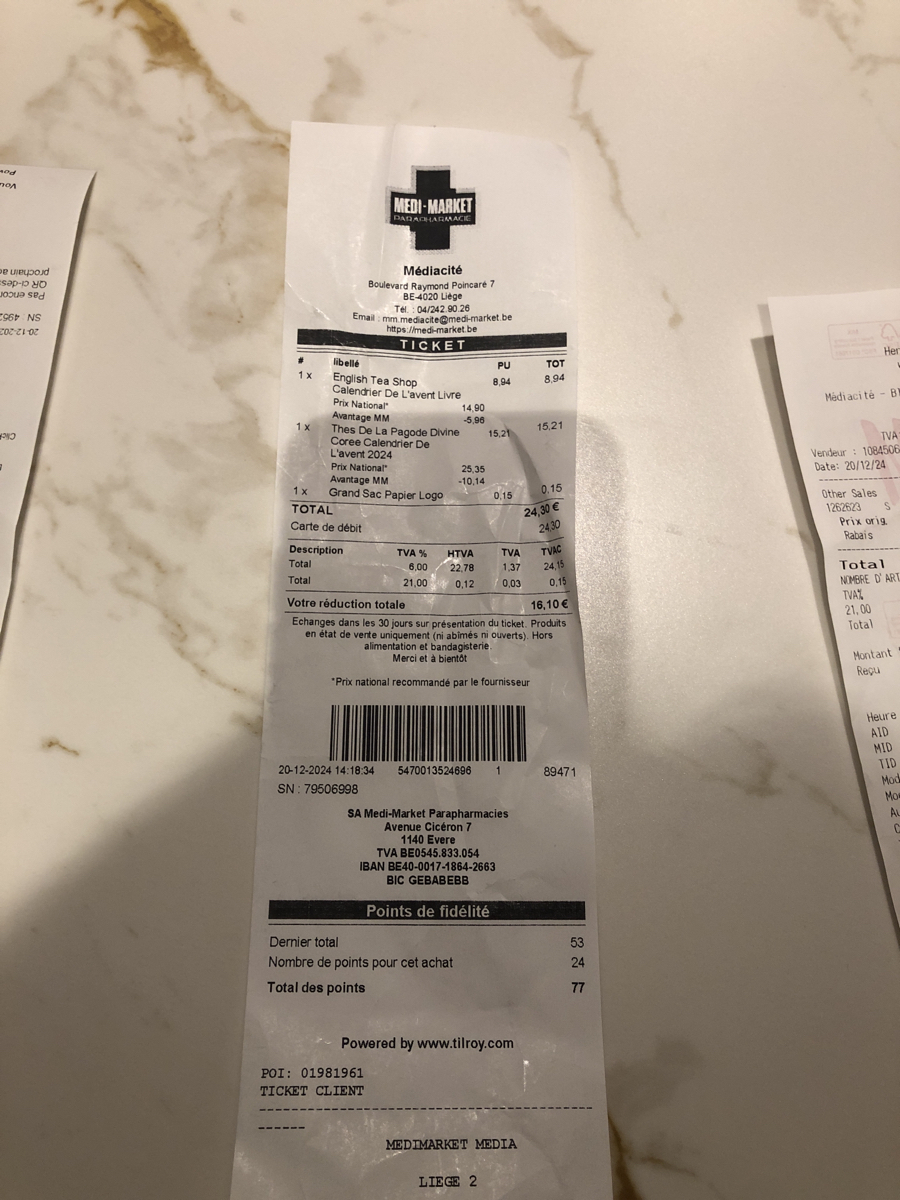 MEDI-MARKET
PARAPHARMACIE
Médiacité
Boulevard Raymond Poincaré 7
BE-4020 Liège
Tél. : 04/242.90.26
Email : mm.mediacite@medi-market.be
https://medi-market.be
TICKET
# libellé PU TOT
1 x English Tea Shop 8,94 8,94
Calendrier De L'avent Livre
Prix National* 14,90
Avantage MM -5,96
1 x Thes De La Pagode Divine 15,21 15,21
Coree Calendrier De
L'avent 2024
Prix National* 25,35
Avantage MM -10,14
1 x Grand Sac Papier Logo 0,15 0,15
TOTAL 24,30 €
Carte de débit 24,30
Description TVA % HTVA TVA TVAC
Total 6,00 22,78 1,37 24,15
Total 21,00 0,12 0,03 0,15
Votre réduction totale 16,10 €
Echanges dans les 30 jours sur présentation du ticket. Produits
en état de vente uniquement (ni abîmés ni ouverts). Hors
alimentation et bandagisterie.
Merci et à bientôt
*Prix national recommandé par le fournisseur
20-12-2024 14:18:34 5470013524696 1 89471
SN : 79506998
SA Medi-Market Parapharmacies
Avenue Cicéron 7
1140 Evere
TVA BE0545.833.054
IBAN BE40-0017-1864-2663
BIC GEBABEBB
Points de fidélité
Dernier total 53
Nombre de points pour cet achat 24
Total des points 77
Powered by www.tilroy.com
POI: 01981961
TICKET CLIENT
MEDIMARKET MEDIA
LIEGE 2
Médiacité - B
TVA
Vendeur : 1084506
Date: 20/12/24
Other Sales
1262623 S
Prix orig.
Rabais
Total
NOMBRE D'ART
TVA%
21,00
Total
Montant
Reçu
Heure
AID
MID
TID
prochain
QR ci-des
Pas encor
SN : 4952
20-12-202